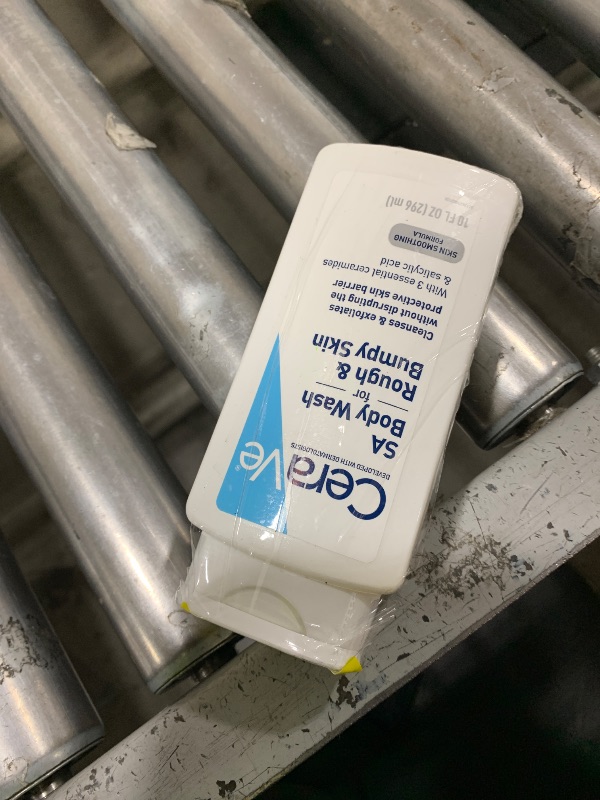 CeraVe®
DEVELOPED WITH DERMATOLOGISTS
SA
Body Wash
for
Rough &
Bumpy Skin
Cleanses & exfoliates
without disrupting the
protective skin barrier
With 3 essential ceramides
& salicylic acid
SKIN SMOOTHING
FORMULA
10 FL OZ (296 ml)